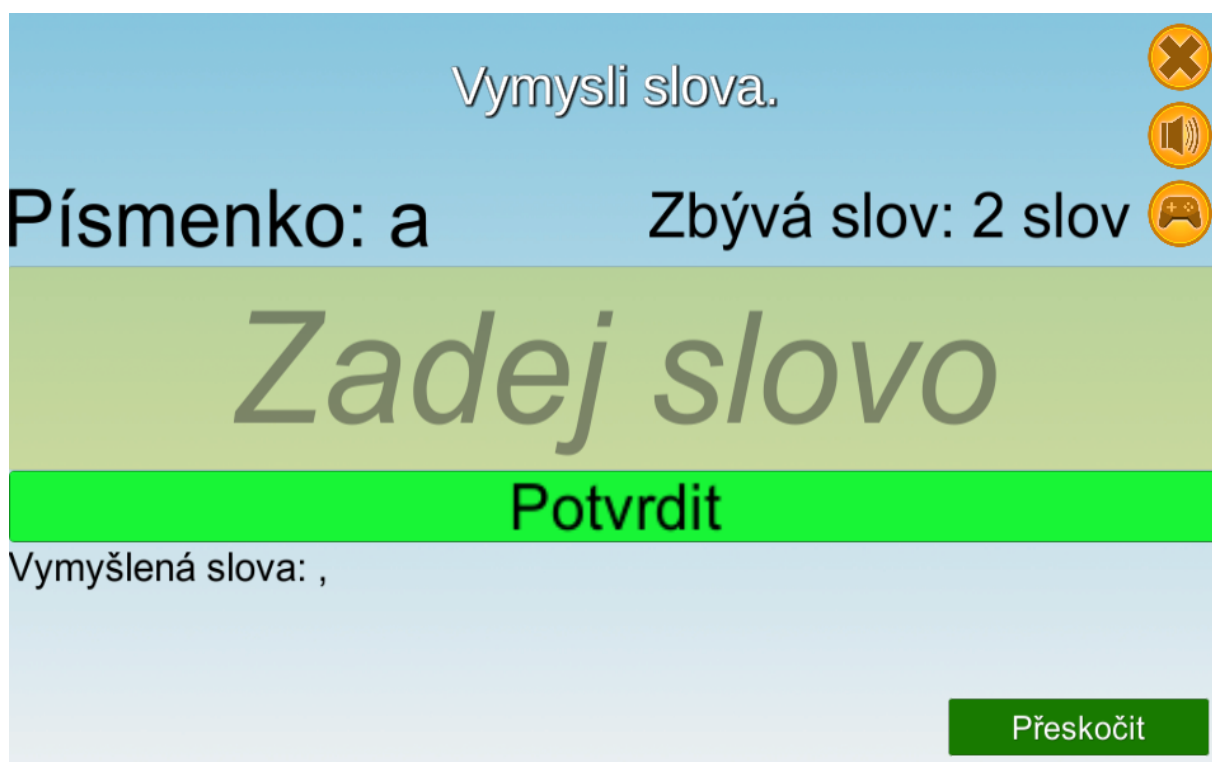 Vymysli slova.
Písmenko: a
Zbývá slov: 2 slov
Zadej slovo
Potvrdit
Vymyšlená slova: ,
Přeskočit